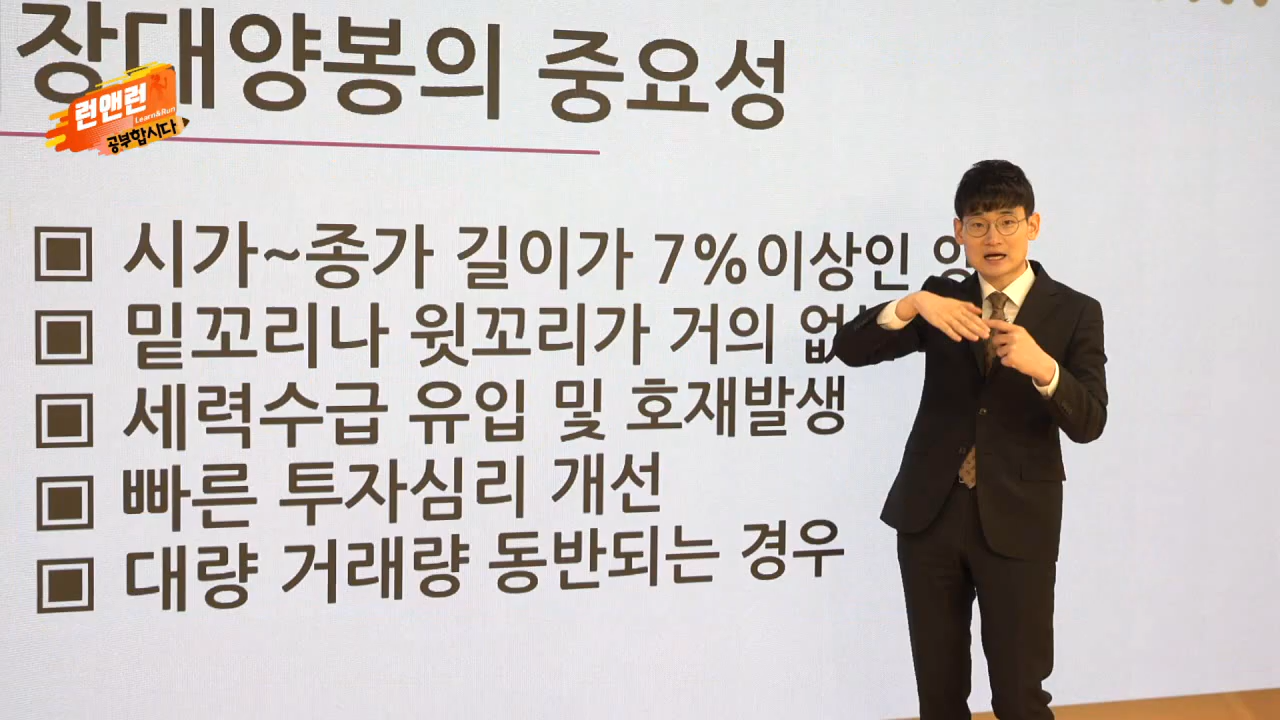 장대양봉의 중요성
런앤런
Learn&Run
공부합시다
▣ 시가~종가 길이가 7%이상인
▣ 밑꼬리나 윗꼬리가 거의
▣ 세력수급 유입 및 호재발생
▣ 빠른 투자심리 개선
▣ 대량 거래량 동반되는 경우